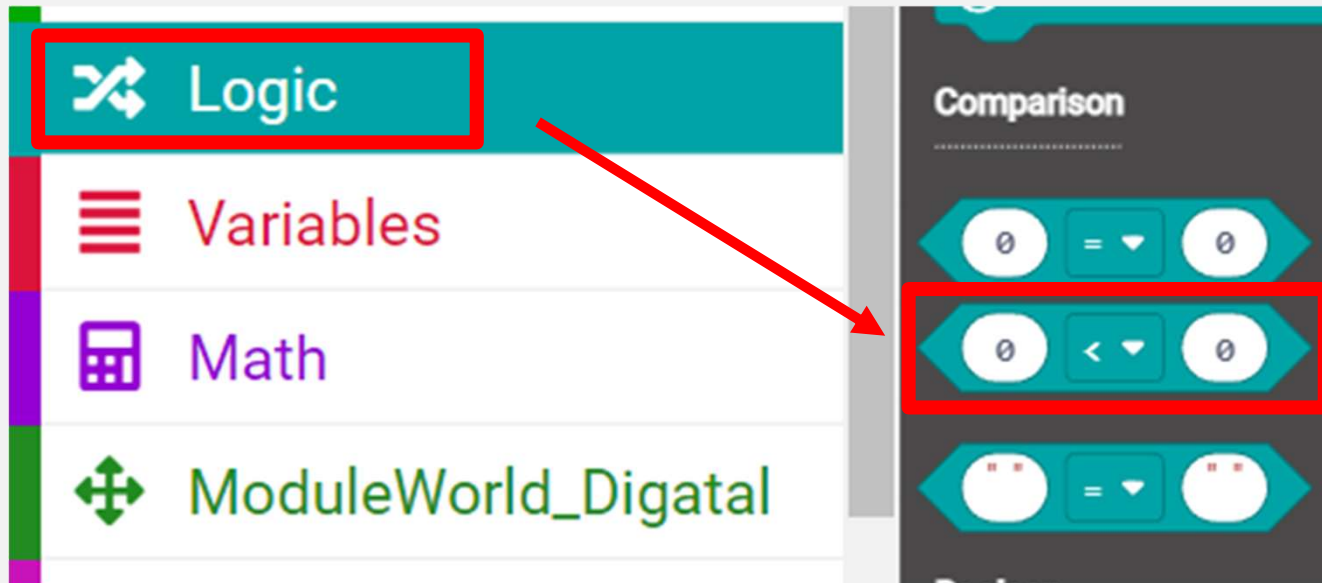 Logic
Variables
Math
ModuleWorld_Digatal
Comparison
0 = 0
0 < 0
" " = " "